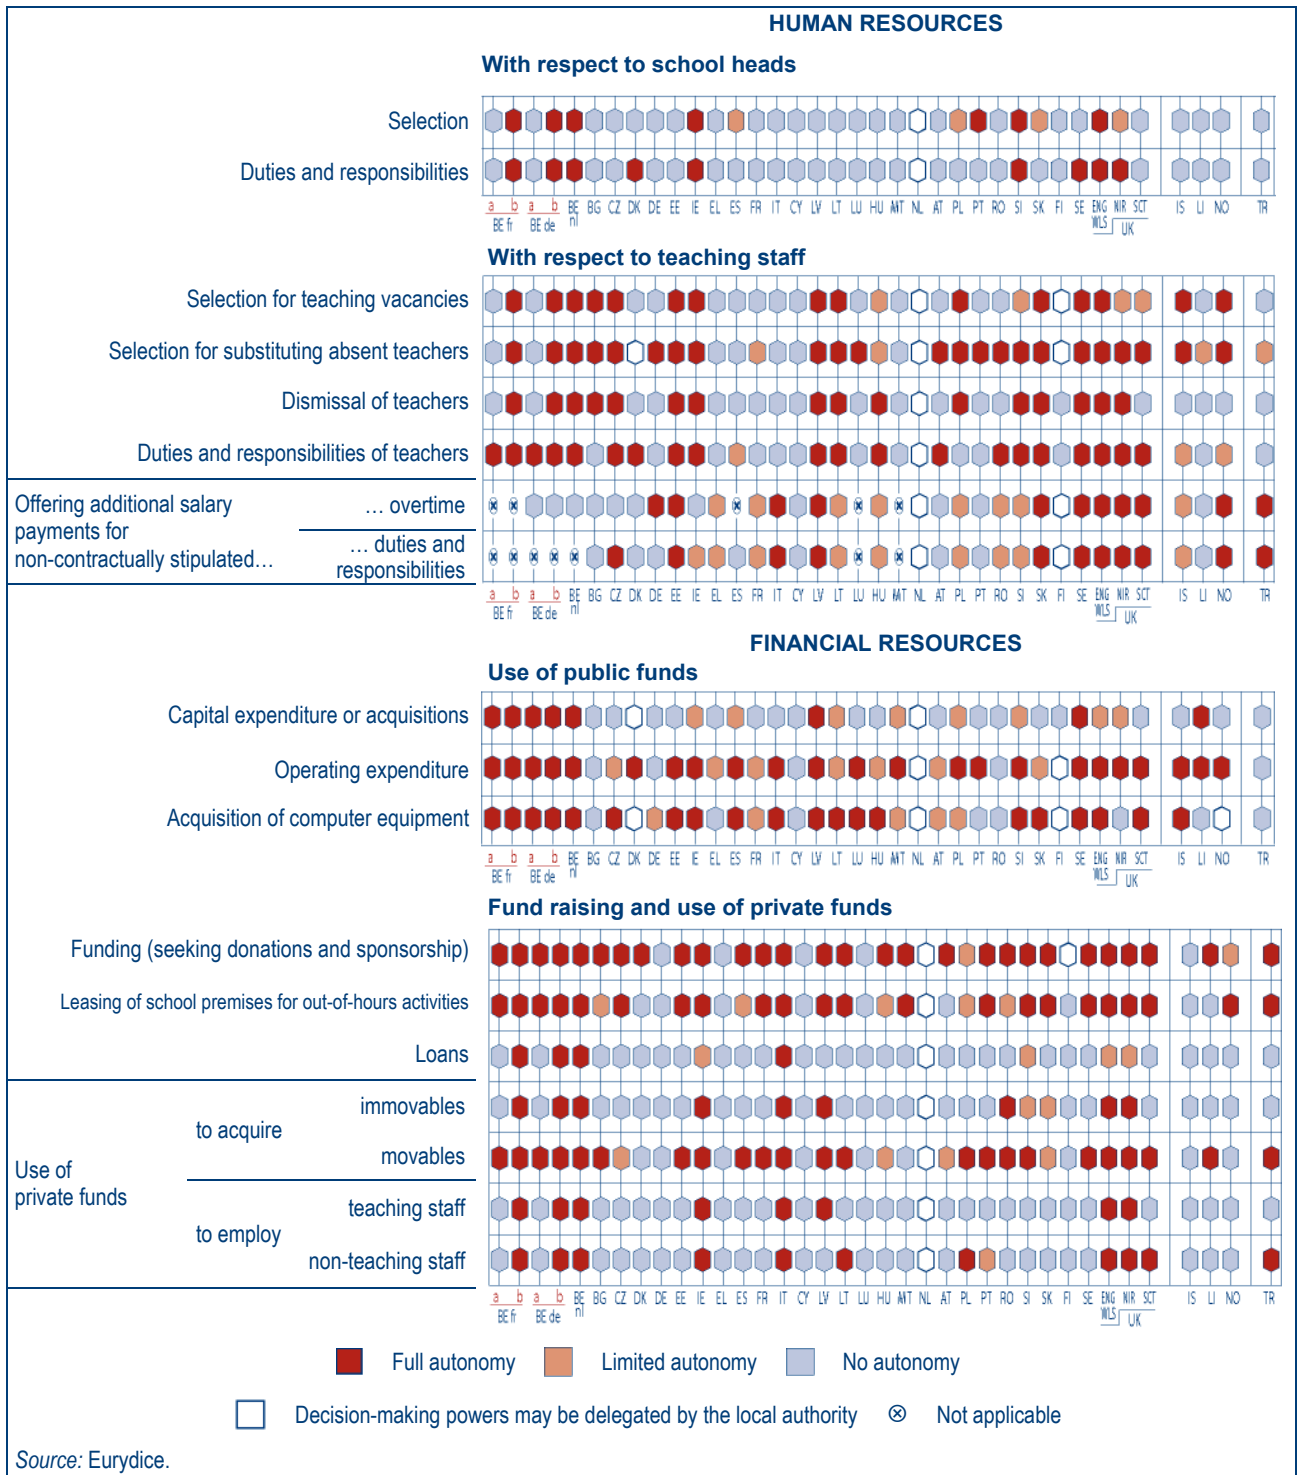 HUMAN RESOURCES
With respect to school heads
Selection
Duties and responsibilities
a b a b BE BG CZ DK DE EE IE EL ES FR IT CY LV LT LU HU MT NL AT PL PT RO SI SK FI SE ENG NIR SCT IS LI NO TR
BE fr BE de nl WLS UK
With respect to teaching staff
Selection for teaching vacancies
Selection for substituting absent teachers
Dismissal of teachers
Duties and responsibilities of teachers
Offering additional salary payments for non-contractually stipulated…
… overtime
… duties and responsibilities
a b a b BE BG CZ DK DE EE IE EL ES FR IT CY LV LT LU HU MT NL AT PL PT RO SI SK FI SE ENG NIR SCT IS LI NO TR
BE fr BE de nl WLS UK
FINANCIAL RESOURCES
Use of public funds
Capital expenditure or acquisitions
Operating expenditure
Acquisition of computer equipment
a b a b BE BG CZ DK DE EE IE EL ES FR IT CY LV LT LU HU MT NL AT PL PT RO SI SK FI SE ENG NIR SCT IS LI NO TR
BE fr BE de nl WLS UK
Fund raising and use of private funds
Funding (seeking donations and sponsorship)
Leasing of school premises for out-of-hours activities
Loans
Use of private funds
to acquire
immovables
movables
to employ
teaching staff
non-teaching staff
a b a b BE BG CZ DK DE EE IE EL ES FR IT CY LV LT LU HU MT NL AT PL PT RO SI SK FI SE ENG NIR SCT IS LI NO TR
BE fr BE de nl WLS UK
Full autonomy Limited autonomy No autonomy
Decision-making powers may be delegated by the local authority Not applicable
Source: Eurydice.